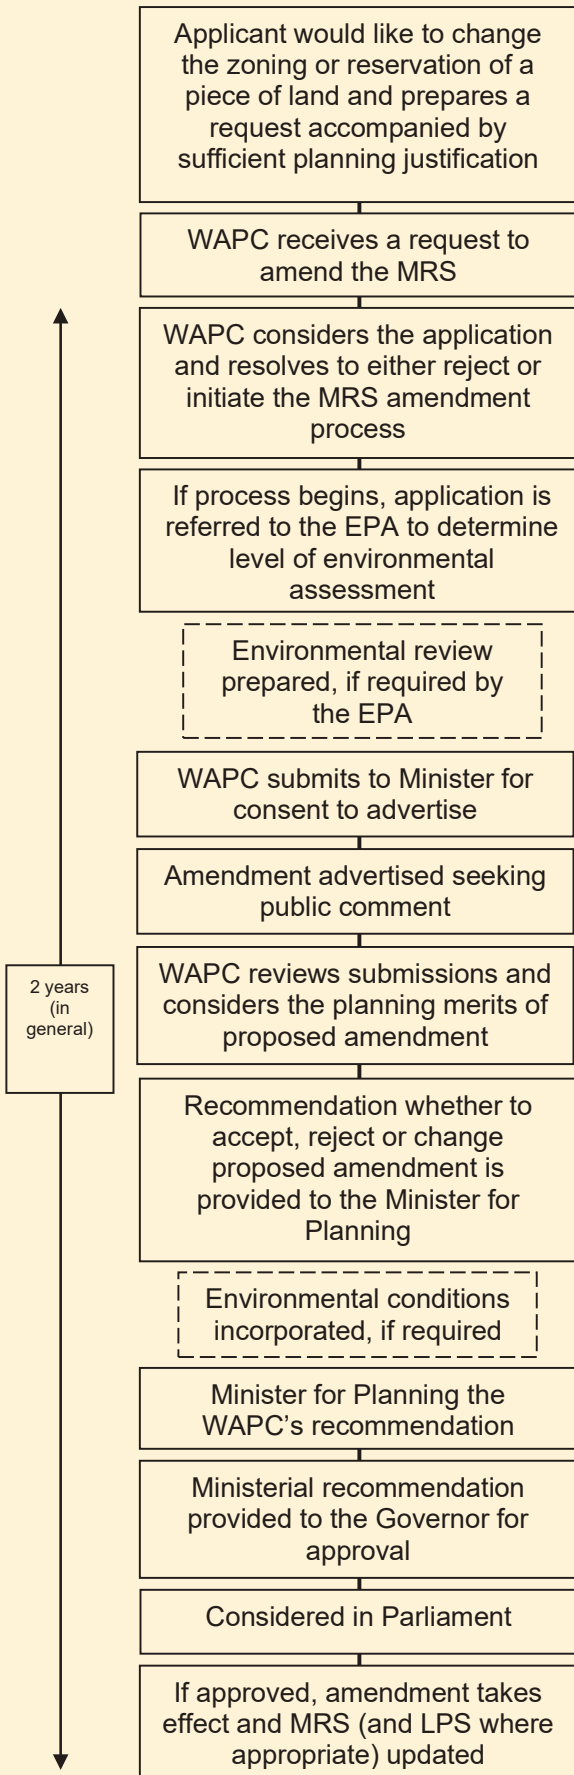 Applicant would like to change
the zoning or reservation of a
piece of land and prepares a
request accompanied by
sufficient planning justification
WAPC receives a request to
amend the MRS
WAPC considers the application
and resolves to either reject or
initiate the MRS amendment
process
If process begins, application is
referred to the EPA to determine
level of environmental
assessment
Environmental review
prepared, if required by
the EPA
WAPC submits to Minister for
consent to advertise
Amendment advertised seeking
public comment
2 years
(in
general)
WAPC reviews submissions and
considers the planning merits of
proposed amendment
Recommendation whether to
accept, reject or change
proposed amendment is
provided to the Minister for
Planning
Environmental conditions
incorporated, if required
Minister for Planning the
WAPC's recommendation
Ministerial recommendation
provided to the Governor for
approval
Considered in Parliament
If approved, amendment takes
effect and MRS (and LPS where
appropriate) updated